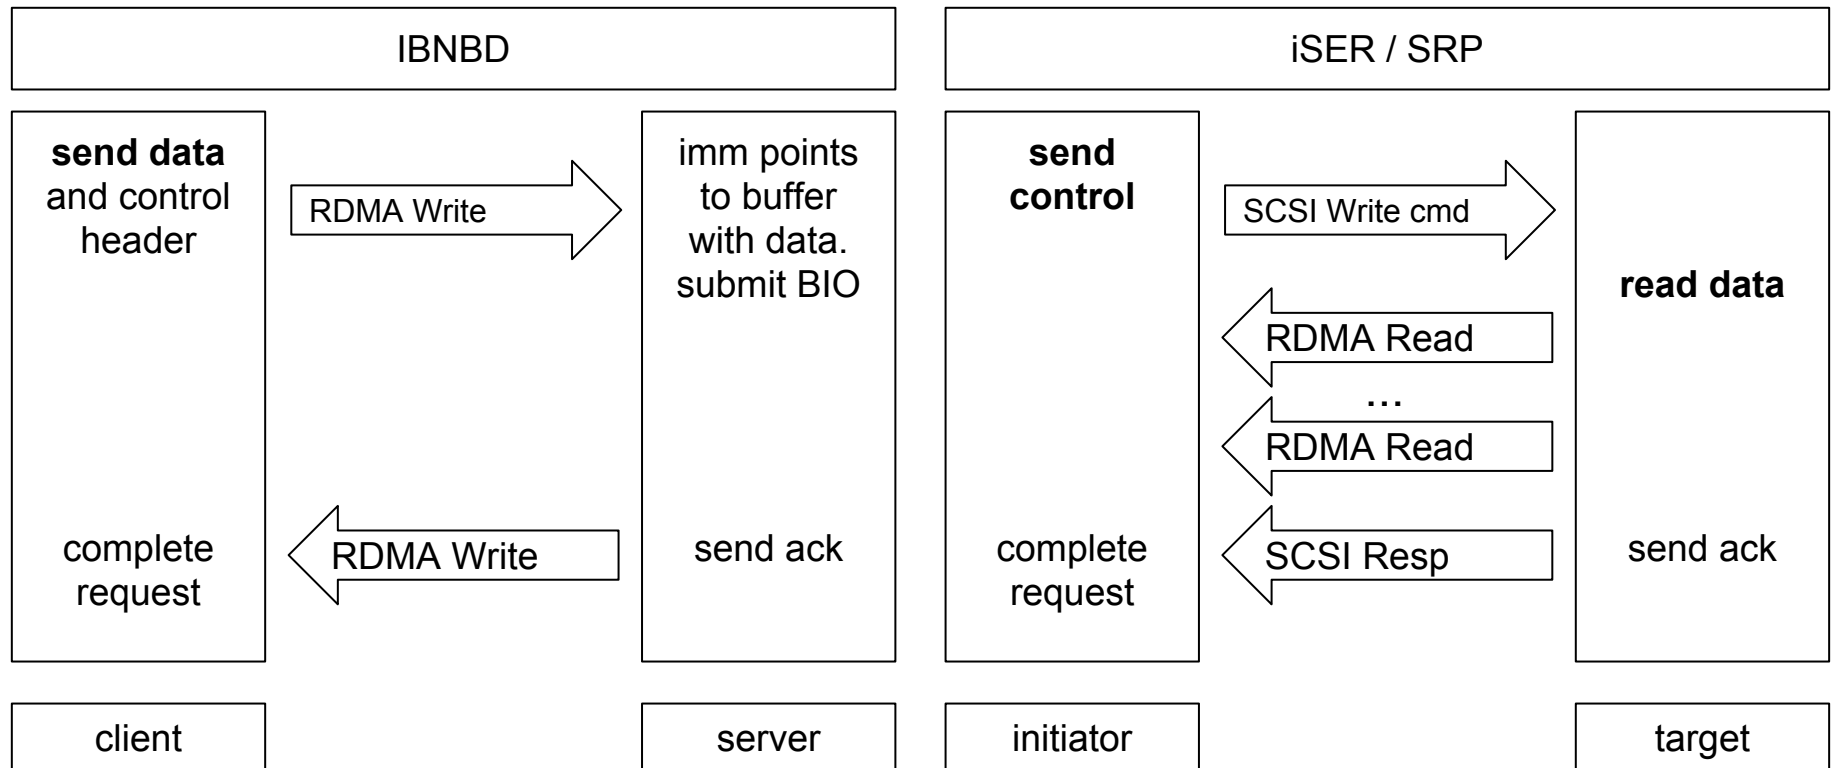 IBNBD
send data
and control
header
RDMA Write
imm points
to buffer
with data.
submit BIO
complete
request
RDMA Write
send ack
client
server
iSER / SRP
send
control
SCSI Write cmd
read data
RDMA Read
...
RDMA Read
complete
request
SCSI Resp
send ack
initiator
target